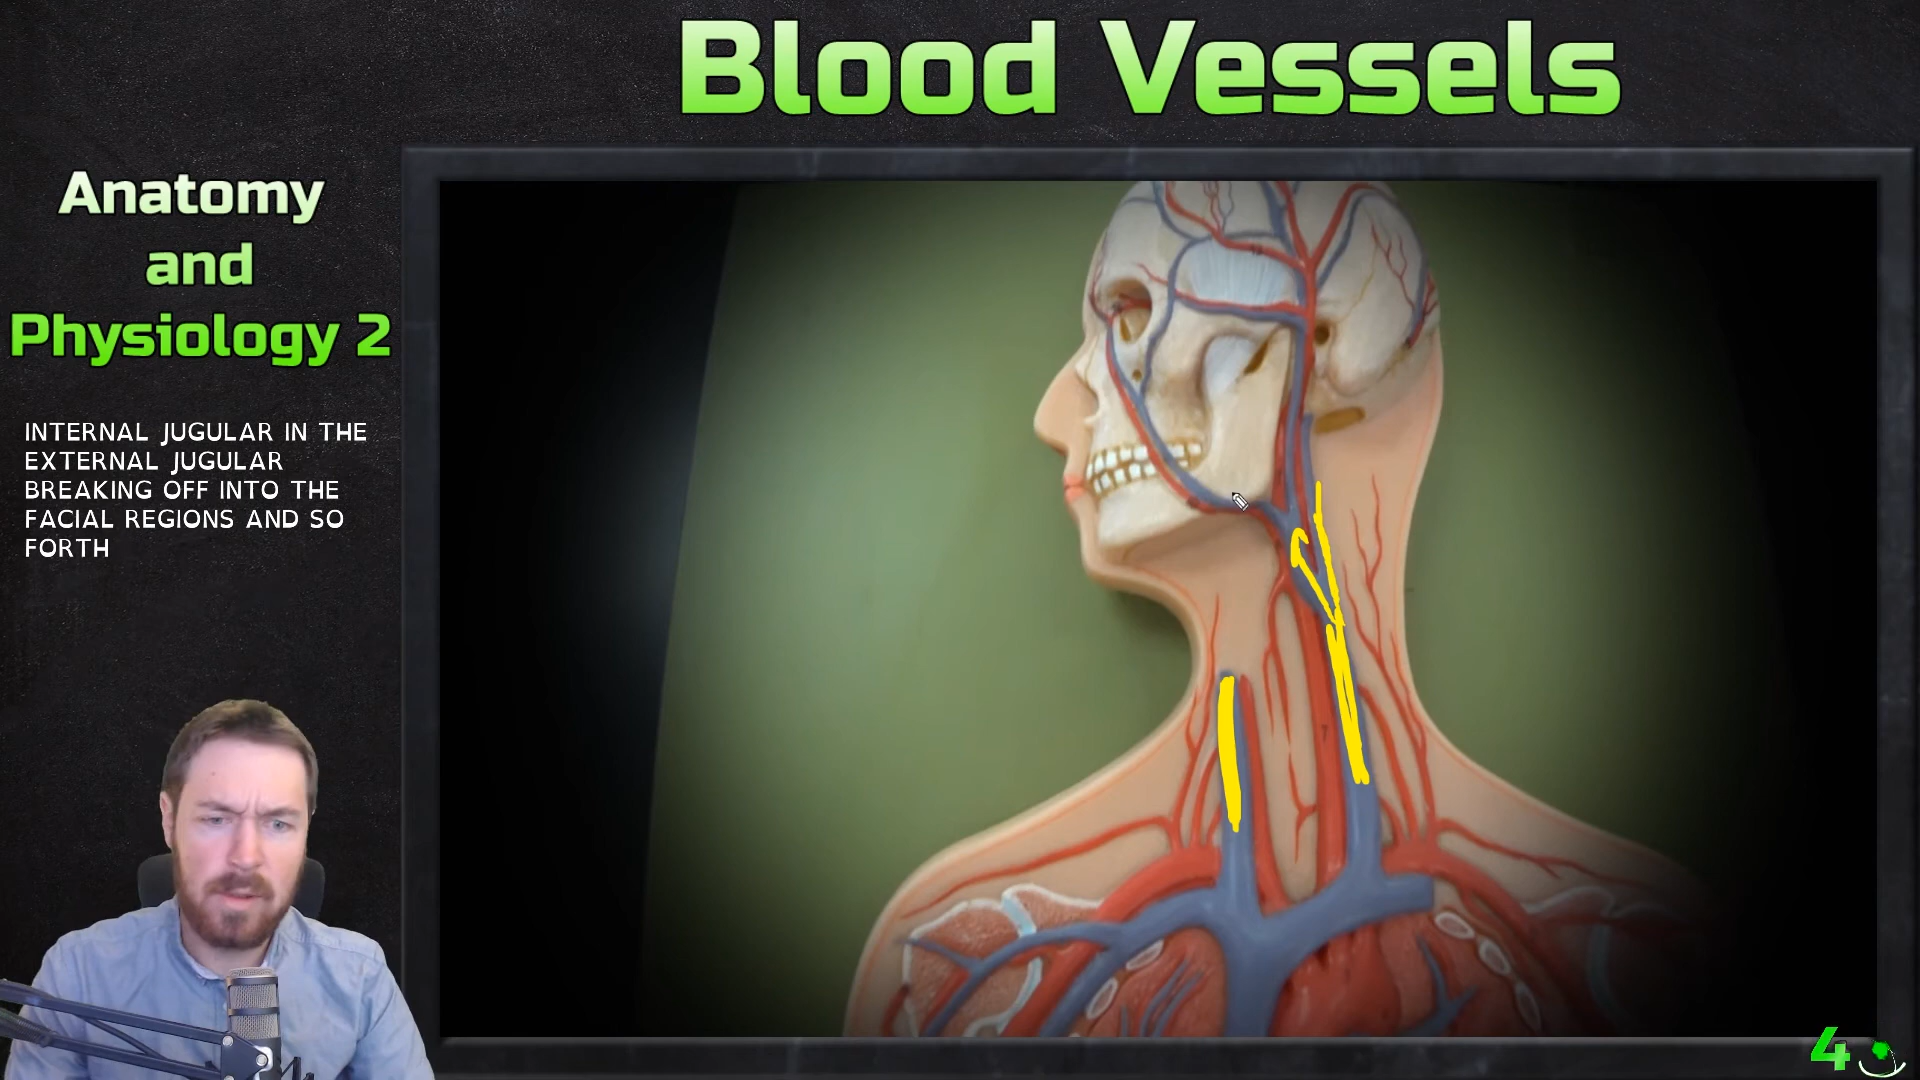 Blood Vessels
Anatomy
and
Physiology 2
INTERNAL JUGULAR IN THE
EXTERNAL JUGULAR
BREAKING OFF INTO THE
FACIAL REGIONS AND SO
FORTH
7
4